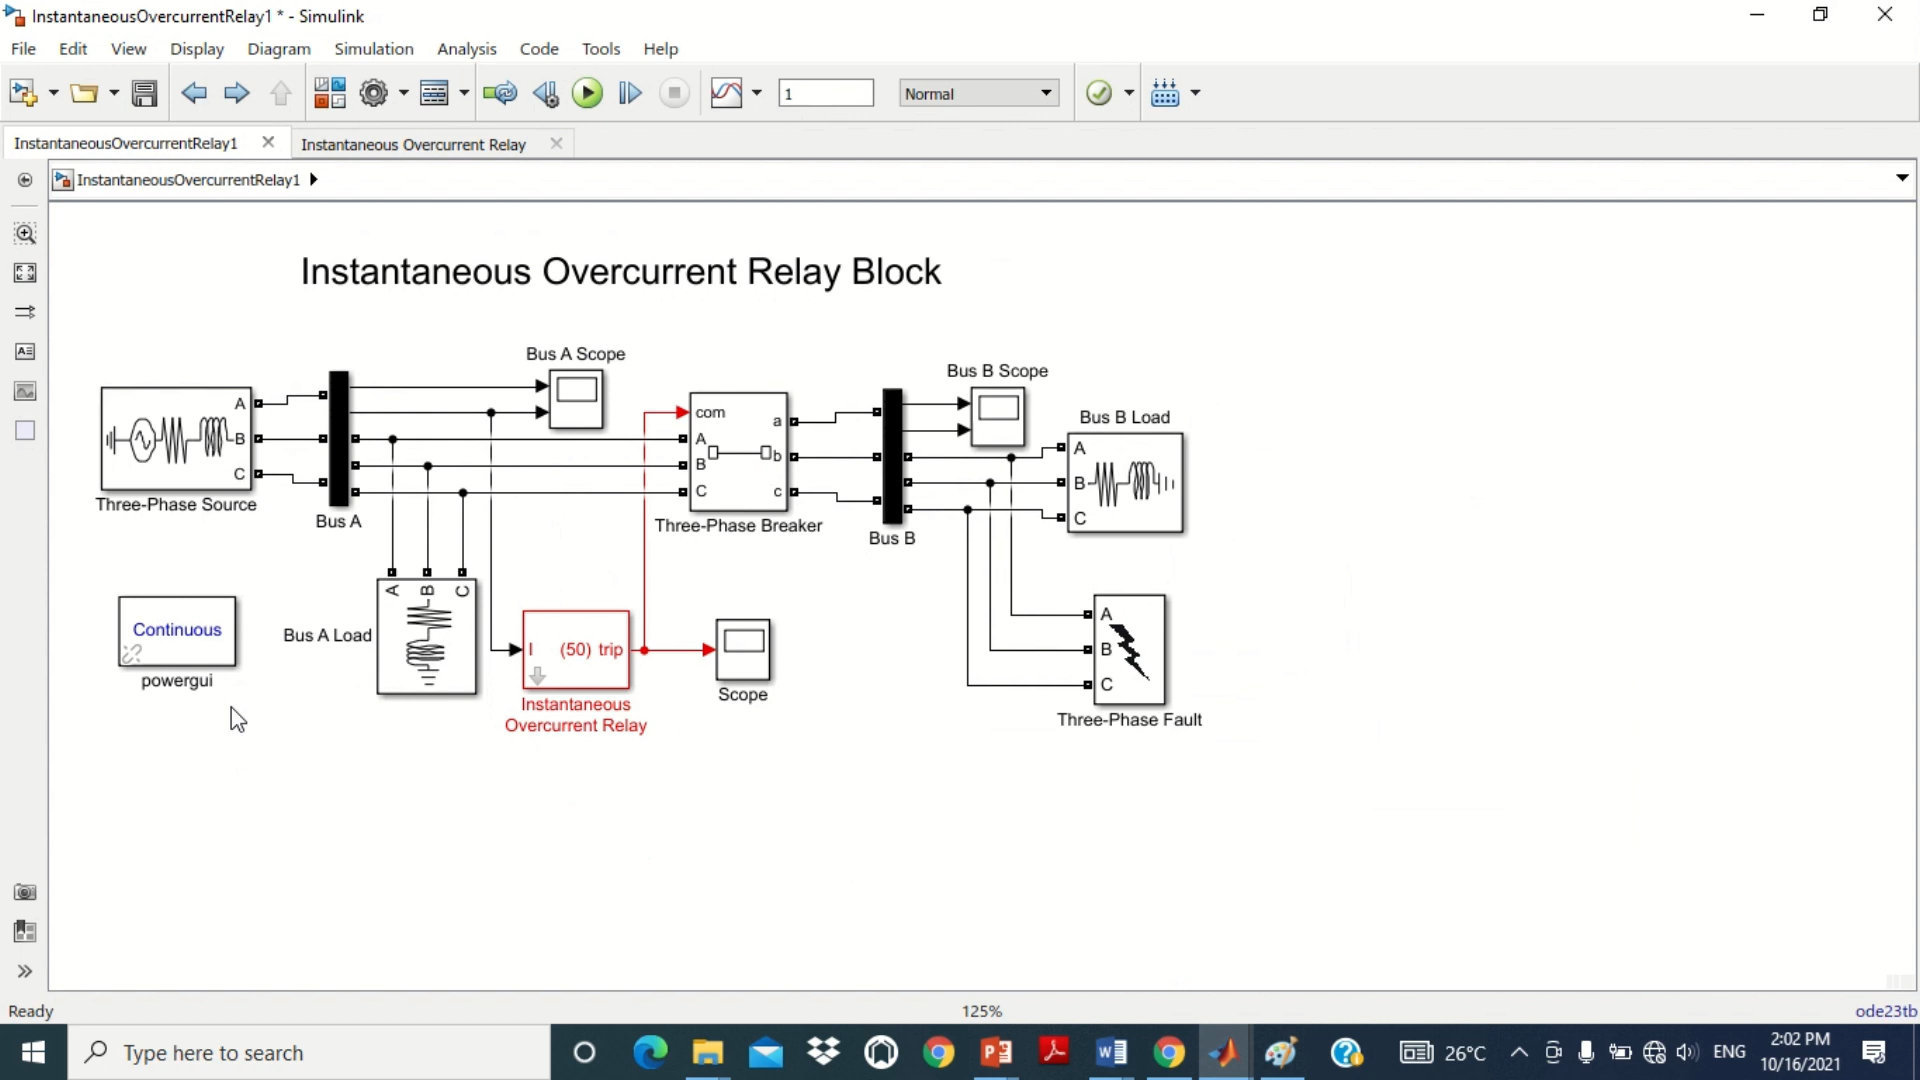 InstantaneousOvercurrentRelay1 * - Simulink
File Edit View Display Diagram Simulation Analysis Code Tools Help
1 Normal
InstantaneousOvercurrentRelay1 Instantaneous Overcurrent Relay
InstantaneousOvercurrentRelay1
Instantaneous Overcurrent Relay Block
Bus A Scope
Bus B Scope
Bus B Load
A
B
C
Three-Phase Source
Bus A
com
A
B
C
a
b
c
Three-Phase Breaker
Bus B
A
B
C
Continuous
powergui
Bus A Load
A B C
I (50) trip
Instantaneous
Overcurrent Relay
Scope
A
B
C
Three-Phase Fault
Ready 125% ode23tb
Type here to search
26°C ENG
2:02 PM
10/16/2021